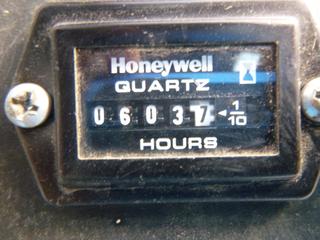 Honeywell
QUARTZ
06037 ◄ 1/10
HOURS